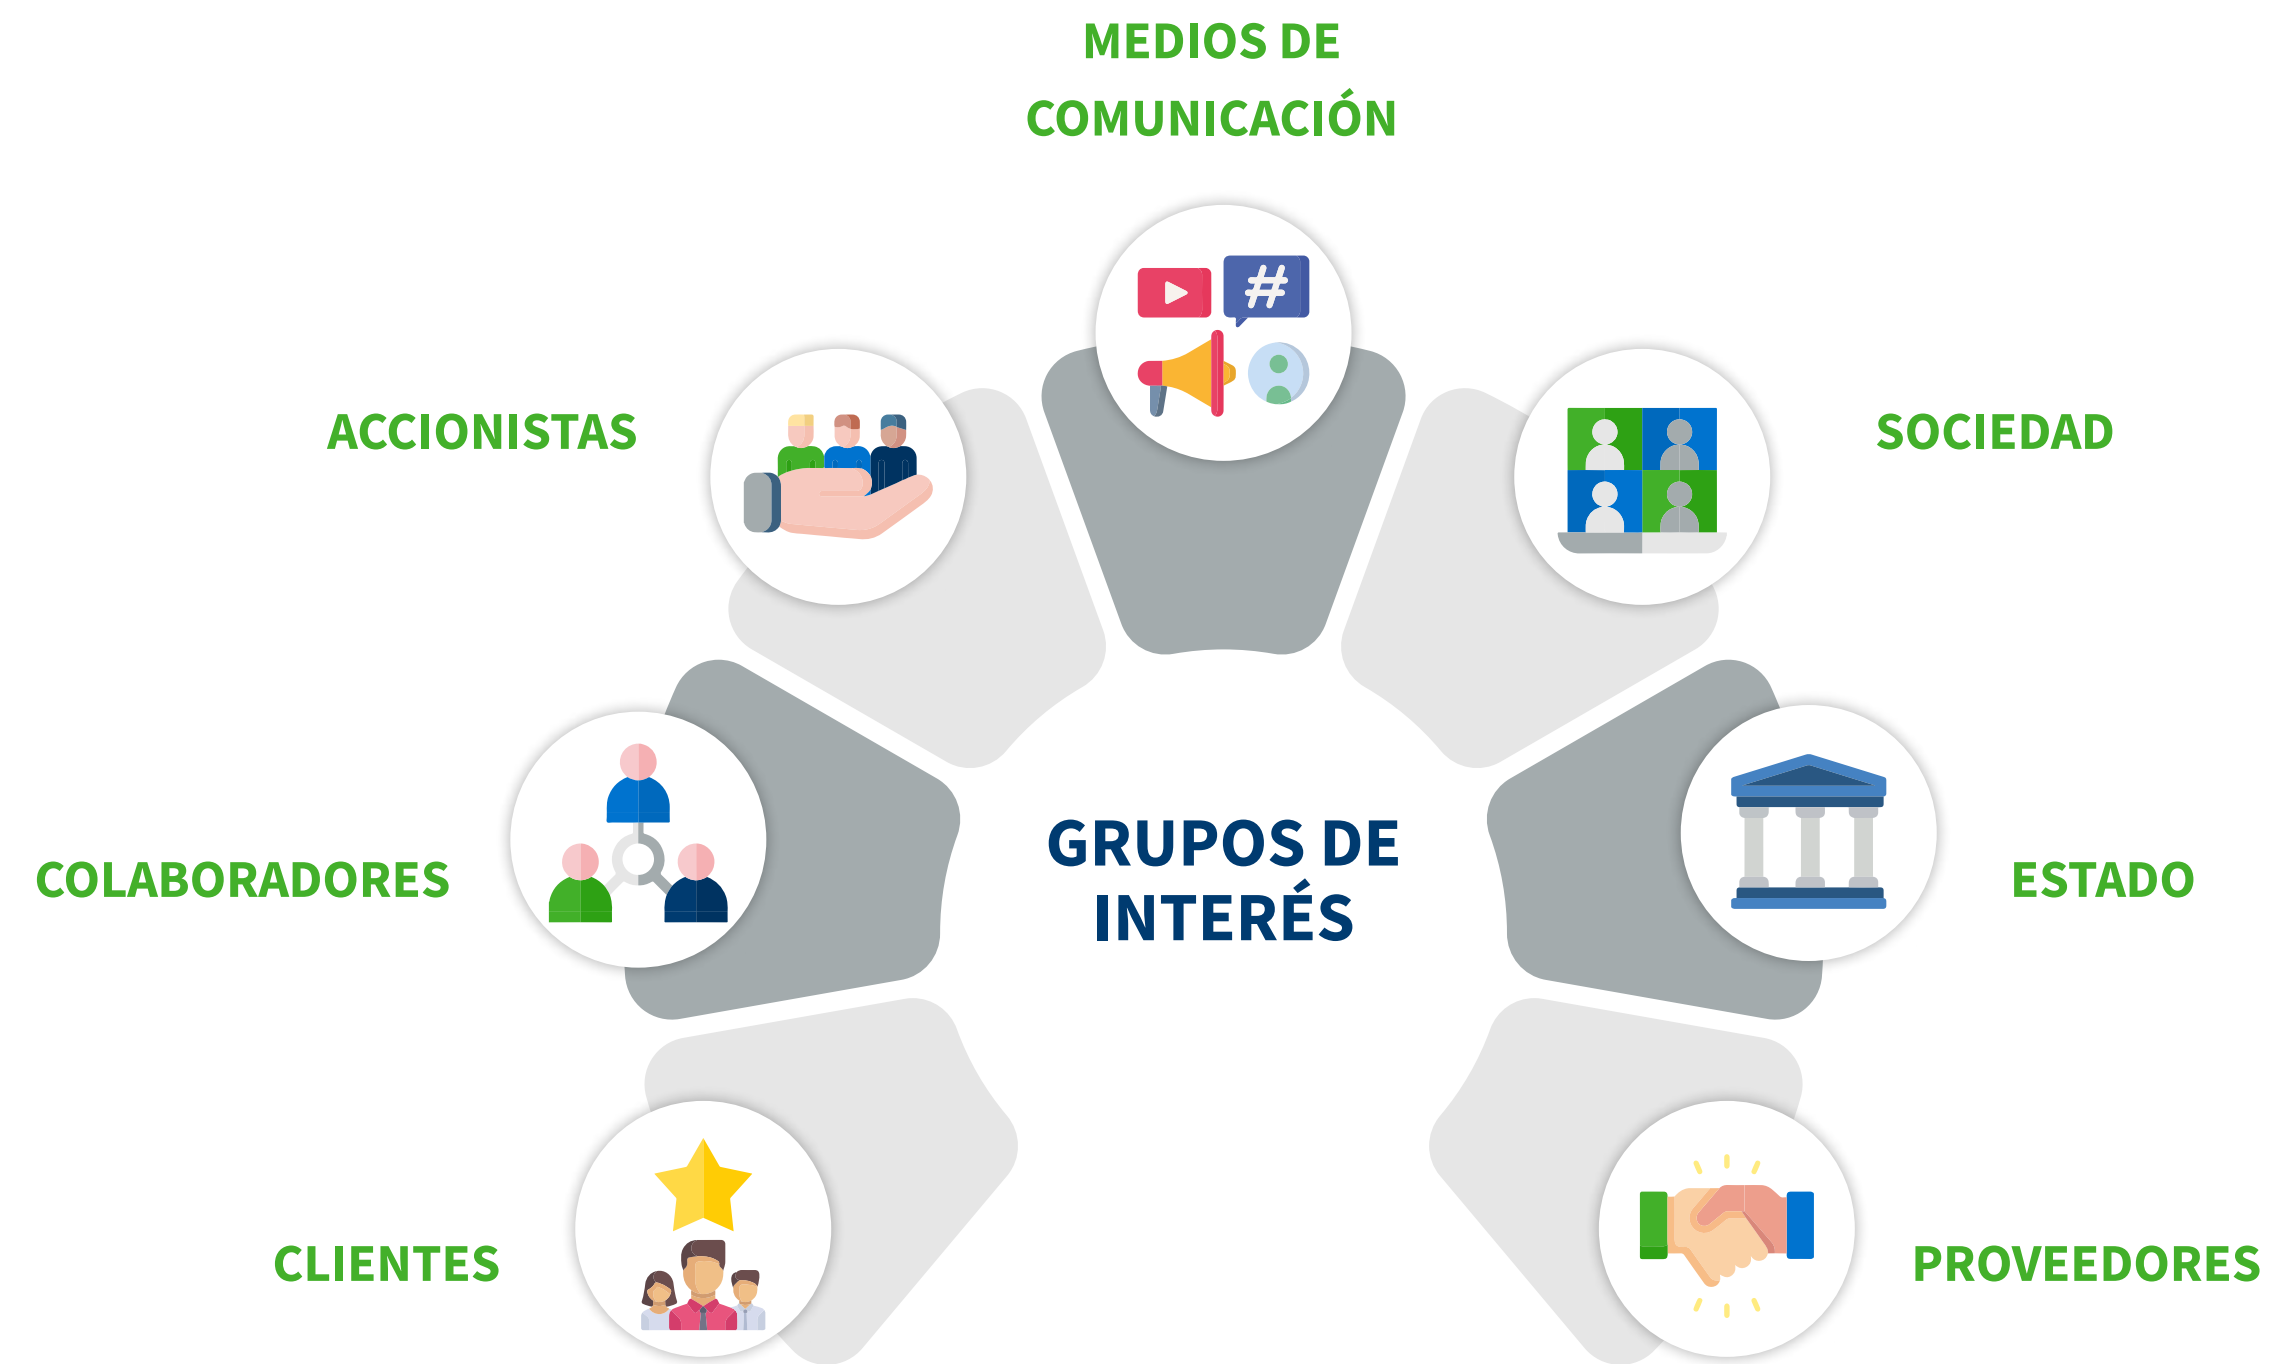 MEDIOS DE
COMUNICACIÓN
ACCIONISTAS
SOCIEDAD
COLABORADORES
GRUPOS DE
INTERÉS
ESTADO
CLIENTES
PROVEEDORES
#